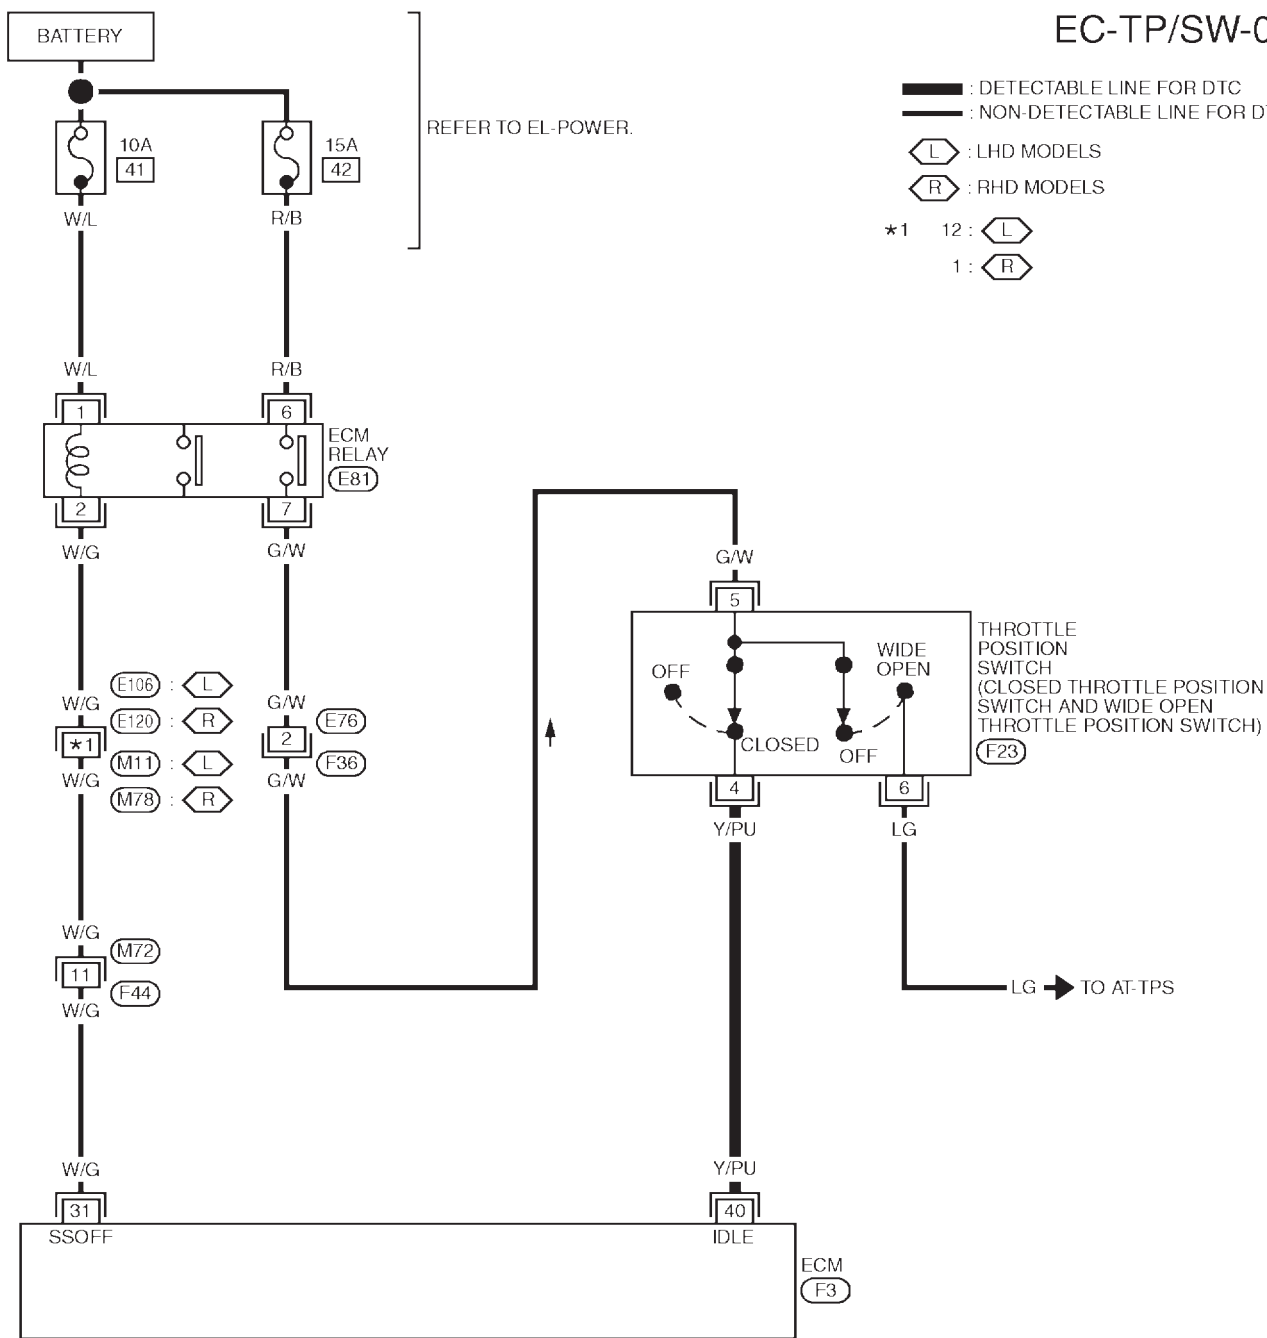 EC-TP/SW-0
BATTERY
: DETECTABLE LINE FOR DTC
: NON-DETECTABLE LINE FOR D
L : LHD MODELS
R : RHD MODELS
*1 12 : L
1 : R
REFER TO EL-POWER.
10A
41
15A
42
W/L
R/B
W/L
R/B
1
6
ECM
RELAY
E81
2
7
W/G
G/W
G/W
5
THROTTLE
POSITION
SWITCH
(CLOSED THROTTLE POSITION
SWITCH AND WIDE OPEN
THROTTLE POSITION SWITCH)
F23
OFF
WIDE
OPEN
CLOSED
OFF
4
6
Y/PU
LG
W/G
E106 : L
E120 : R
*1
M11 : L
M78 : R
W/G
G/W
E76
2
F36
G/W
W/G
M72
11
F44
W/G
LG
TO AT-TPS
W/G
Y/PU
31
40
SSOFF
IDLE
ECM
F3